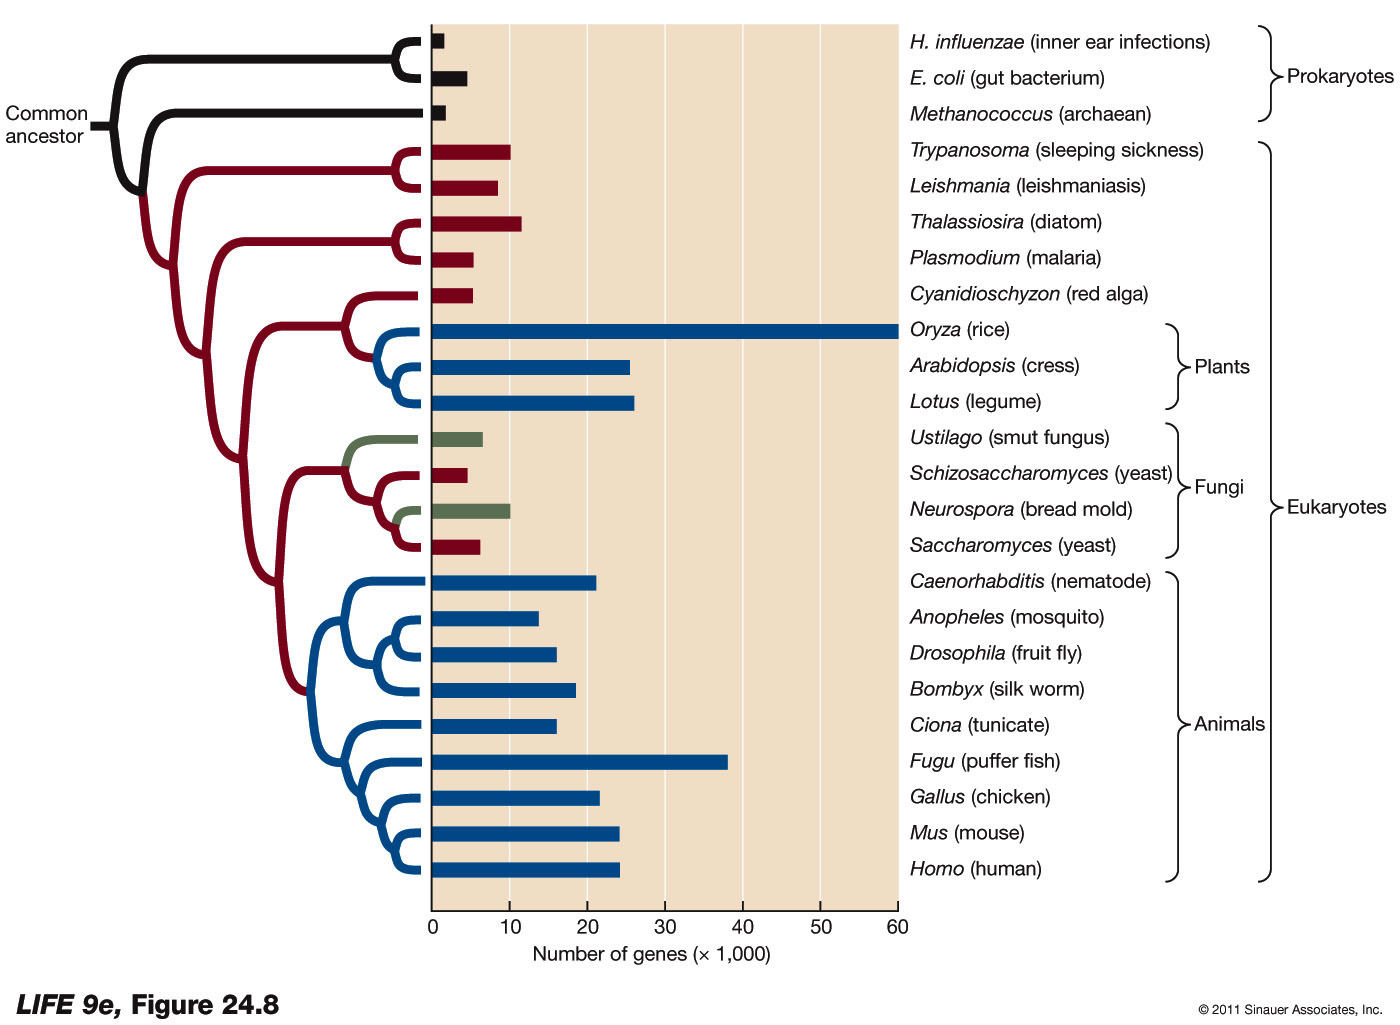 Common
ancestor
H. influenzae (inner ear infections)
E. coli (gut bacterium)
Methanococcus (archaean)
Prokaryotes
Trypanosoma (sleeping sickness)
Leishmania (leishmaniasis)
Thalassiosira (diatom)
Plasmodium (malaria)
Cyanidioschyzon (red alga)
Oryza (rice)
Arabidopsis (cress)
Lotus (legume)
Plants
Ustilago (smut fungus)
Schizosaccharomyces (yeast)
Neurospora (bread mold)
Saccharomyces (yeast)
Fungi
Eukaryotes
Caenorhabditis (nematode)
Anopheles (mosquito)
Drosophila (fruit fly)
Bombyx (silk worm)
Ciona (tunicate)
Fugu (puffer fish)
Gallus (chicken)
Mus (mouse)
Homo (human)
Animals
0 10 20 30 40 50 60
Number of genes (× 1,000)
LIFE 9e, Figure 24.8
© 2011 Sinauer Associates, Inc.